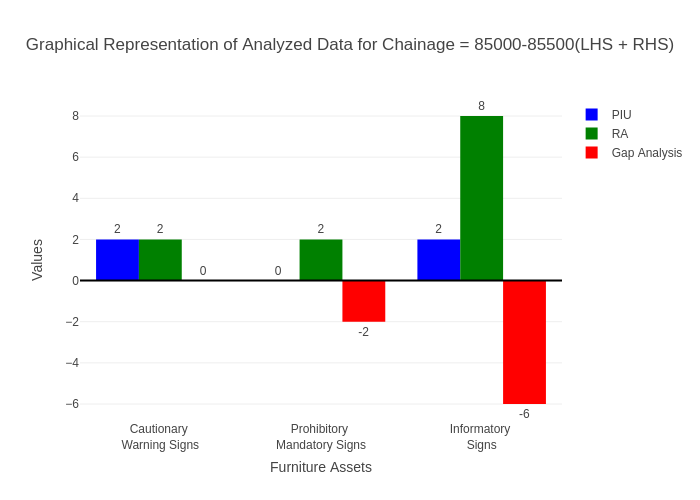 Graphical Representation of Analyzed Data for Chainage = 85000-85500(LHS + RHS)
8
PIU
RA
Gap Analysis
8
6
4
2
0
−2
−4
−6
Values
2
2
0
0
2
-2
2
-6
Cautionary
Warning Signs
Prohibitory
Mandatory Signs
Informatory
Signs
Furniture Assets